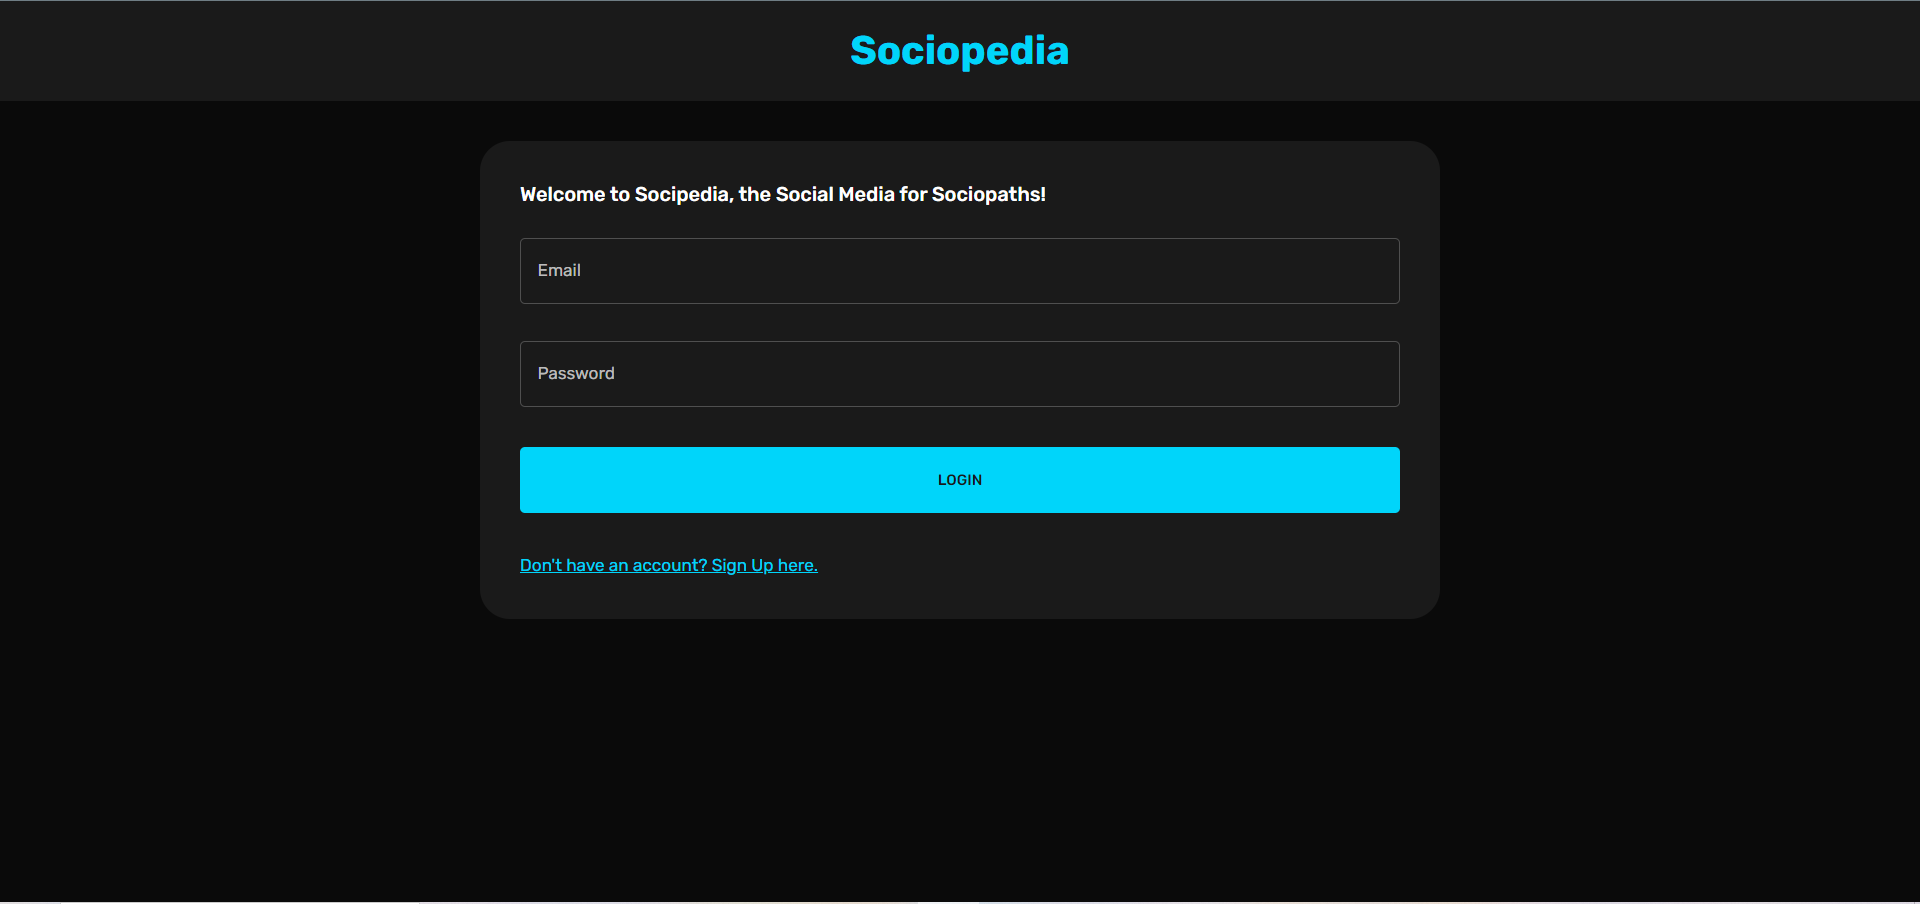 Sociopedia
Welcome to Socipedia, the Social Media for Sociopaths!
Email
Password
LOGIN
Don't have an account? Sign Up here.